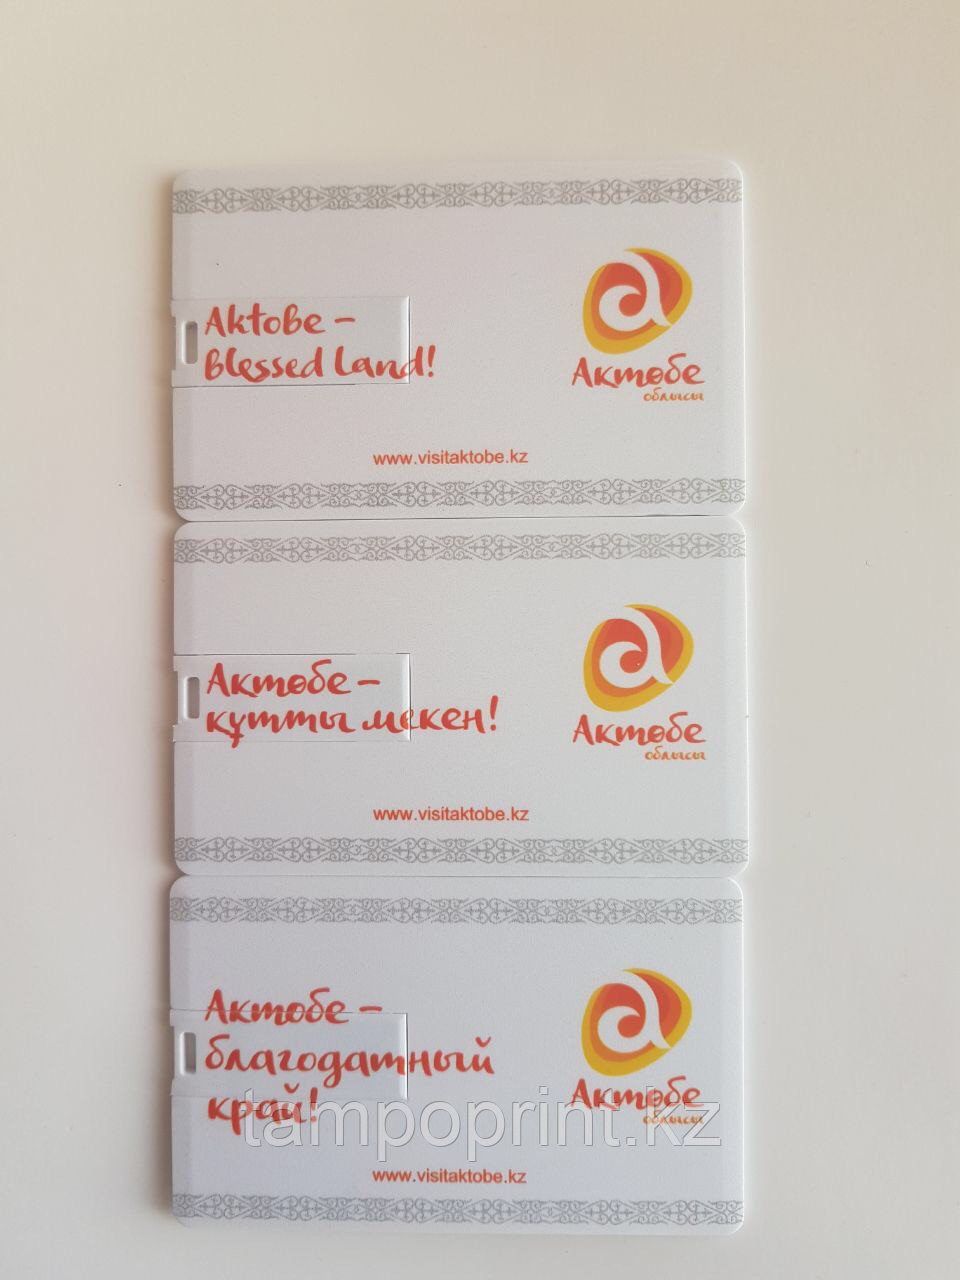 Aktobe –
Blessed Land!
Ақтөбе
облысы
www.visitaktobe.kz
Ақтөбе –
құтты мекен!
Ақтөбе
облысы
www.visitaktobe.kz
Актобе –
благодатный
край!
Ақтөбе
облысы
tampoprint.kz
www.visitaktobe.kz